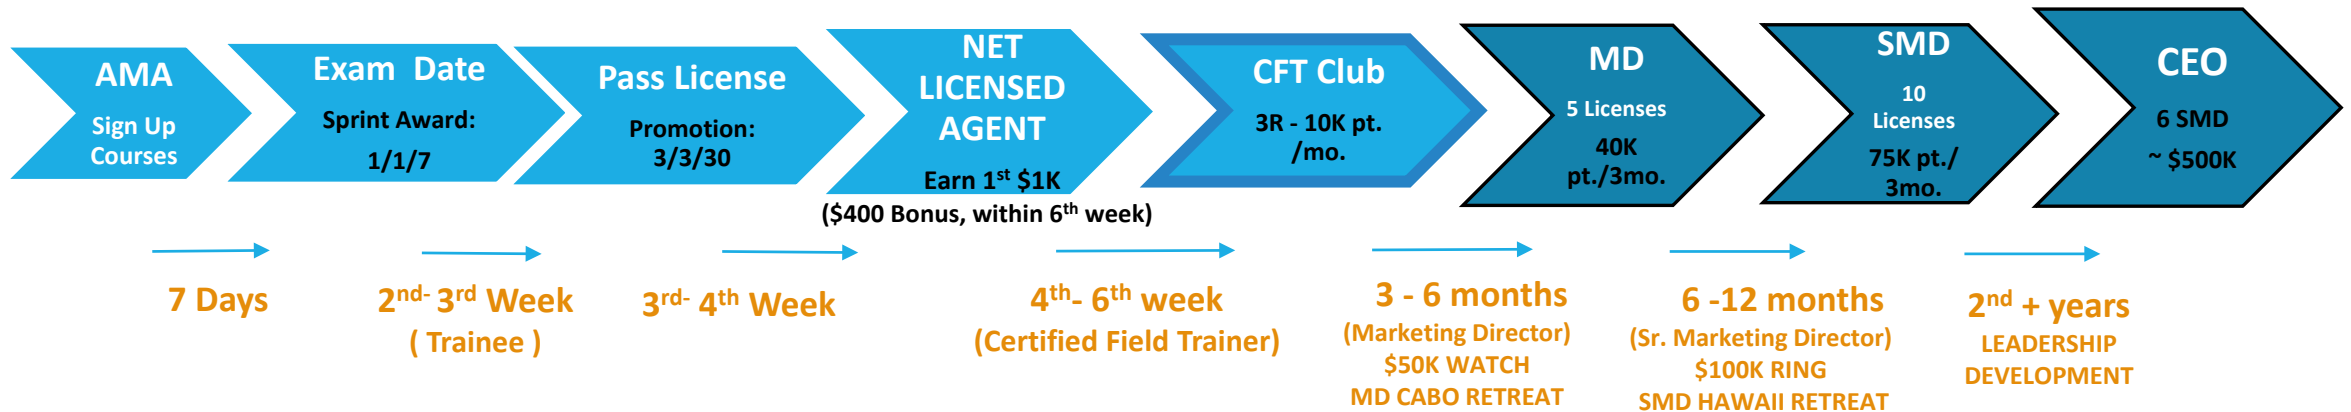 AMA
Sign Up
Courses
Exam Date
Sprint Award:
1/1/7
Pass License
Promotion:
3/3/30
NET
LICENSED
AGENT
Earn 1st $1K
($400 Bonus, within 6th week)
CFT Club
3R - 10K pt.
/mo.
MD
5 Licenses
40K
pt./3mo.
SMD
10
Licenses
75K pt./
3mo.
CEO
6 SMD
~ $500K
7 Days
2nd- 3rd Week
( Trainee )
3rd- 4th Week
4th- 6th week
(Certified Field Trainer)
3 - 6 months
(Marketing Director)
$50K WATCH
MD CABO RETREAT
6 -12 months
(Sr. Marketing Director)
$100K RING
SMD HAWAII RETREAT
2nd + years
LEADERSHIP
DEVELOPMENT